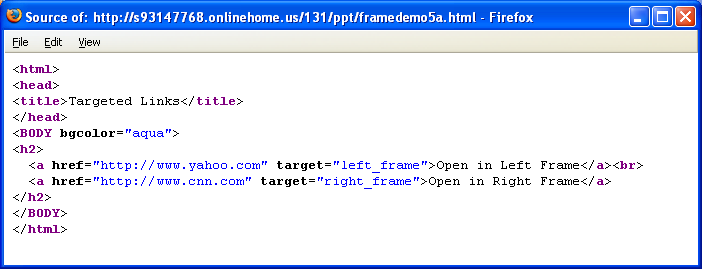 Source of: http://s93147768.onlinehome.us/131/ppt/framedemo5a.html - Firefox
File Edit View
<html>
<head>
<title>Targeted Links</title>
</head>
<BODY bgcolor="aqua">
<h2>
  <a href="http://www.yahoo.com" target="left_frame">Open in Left Frame</a><br>
  <a href="http://www.cnn.com" target="right_frame">Open in Right Frame</a>
</h2>
</BODY>
</html>